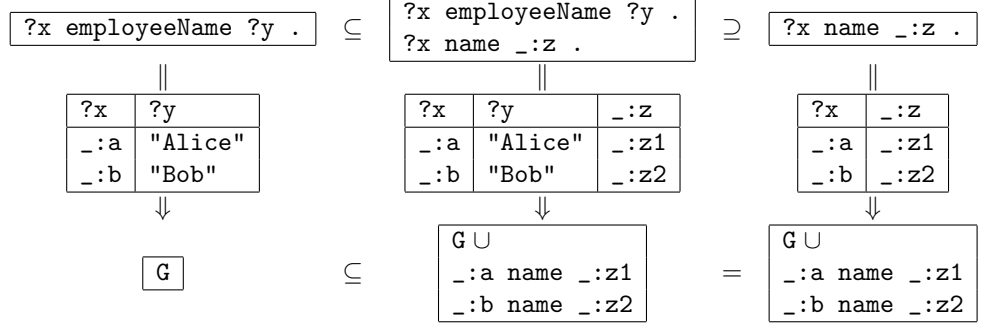 ?x employeeName ?y . ⊆ ?x employeeName ?y . ⊇ ?x name _:z .
?x name _:z .
‖ ‖ ‖
?x ?y ?x ?y _:z ?x _:z
_:a "Alice" _:a "Alice" _:z1 _:a _:z1
_:b "Bob" _:b "Bob" _:z2 _:b _:z2
⇓ ⇓ ⇓
G ∪ G ∪
G ⊆ _:a name _:z1 = _:a name _:z1
_:b name _:z2 _:b name _:z2